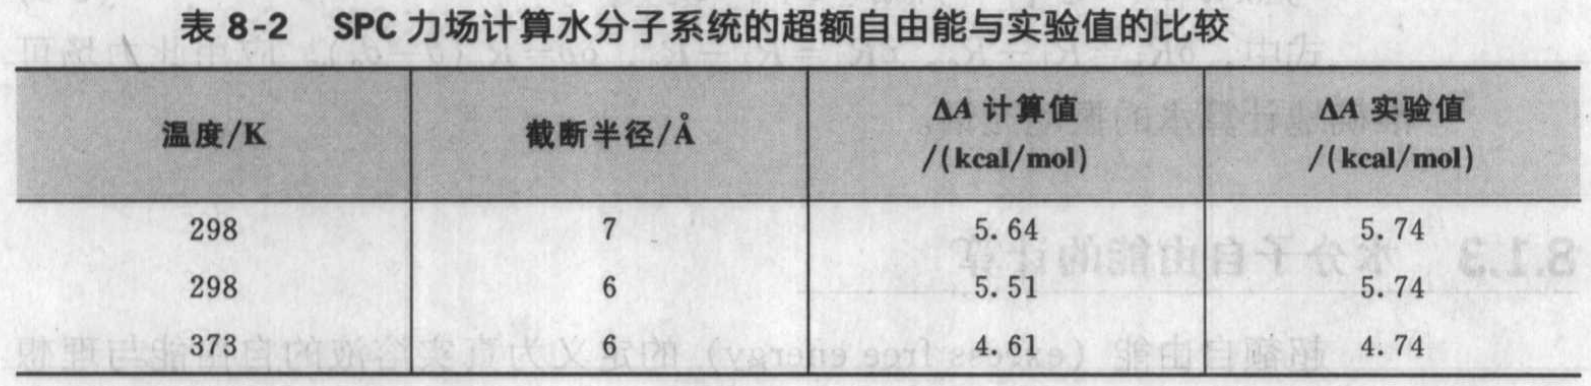 表 8-2 SPC 力场计算水分子系统的超额自由能与实验值的比较
温度/K 截断半径/Å ΔA 计算值 /(kcal/mol) ΔA 实验值 /(kcal/mol)
298 7 5.64 5.74
298 6 5.51 5.74
373 6 4.61 4.74